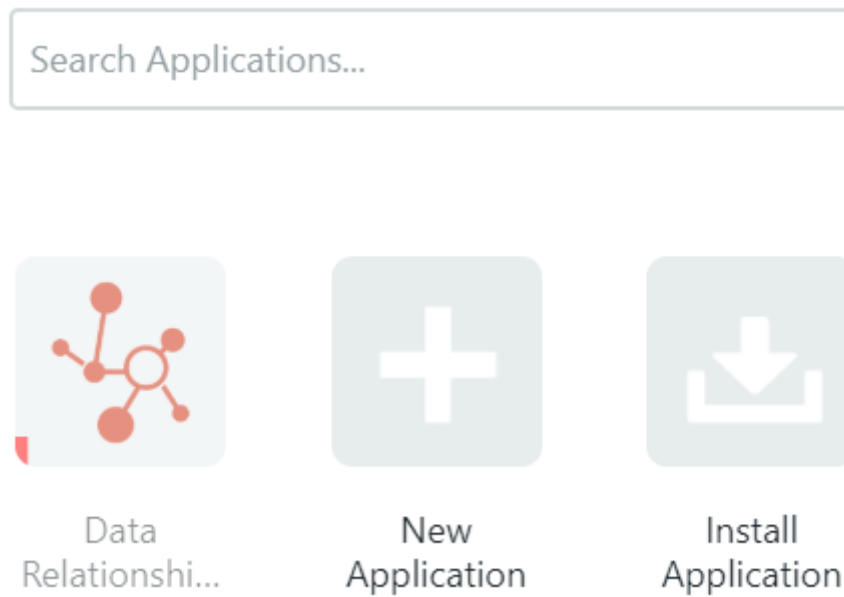 Search Applications...
Data
Relationshi...
New
Application
Install
Application